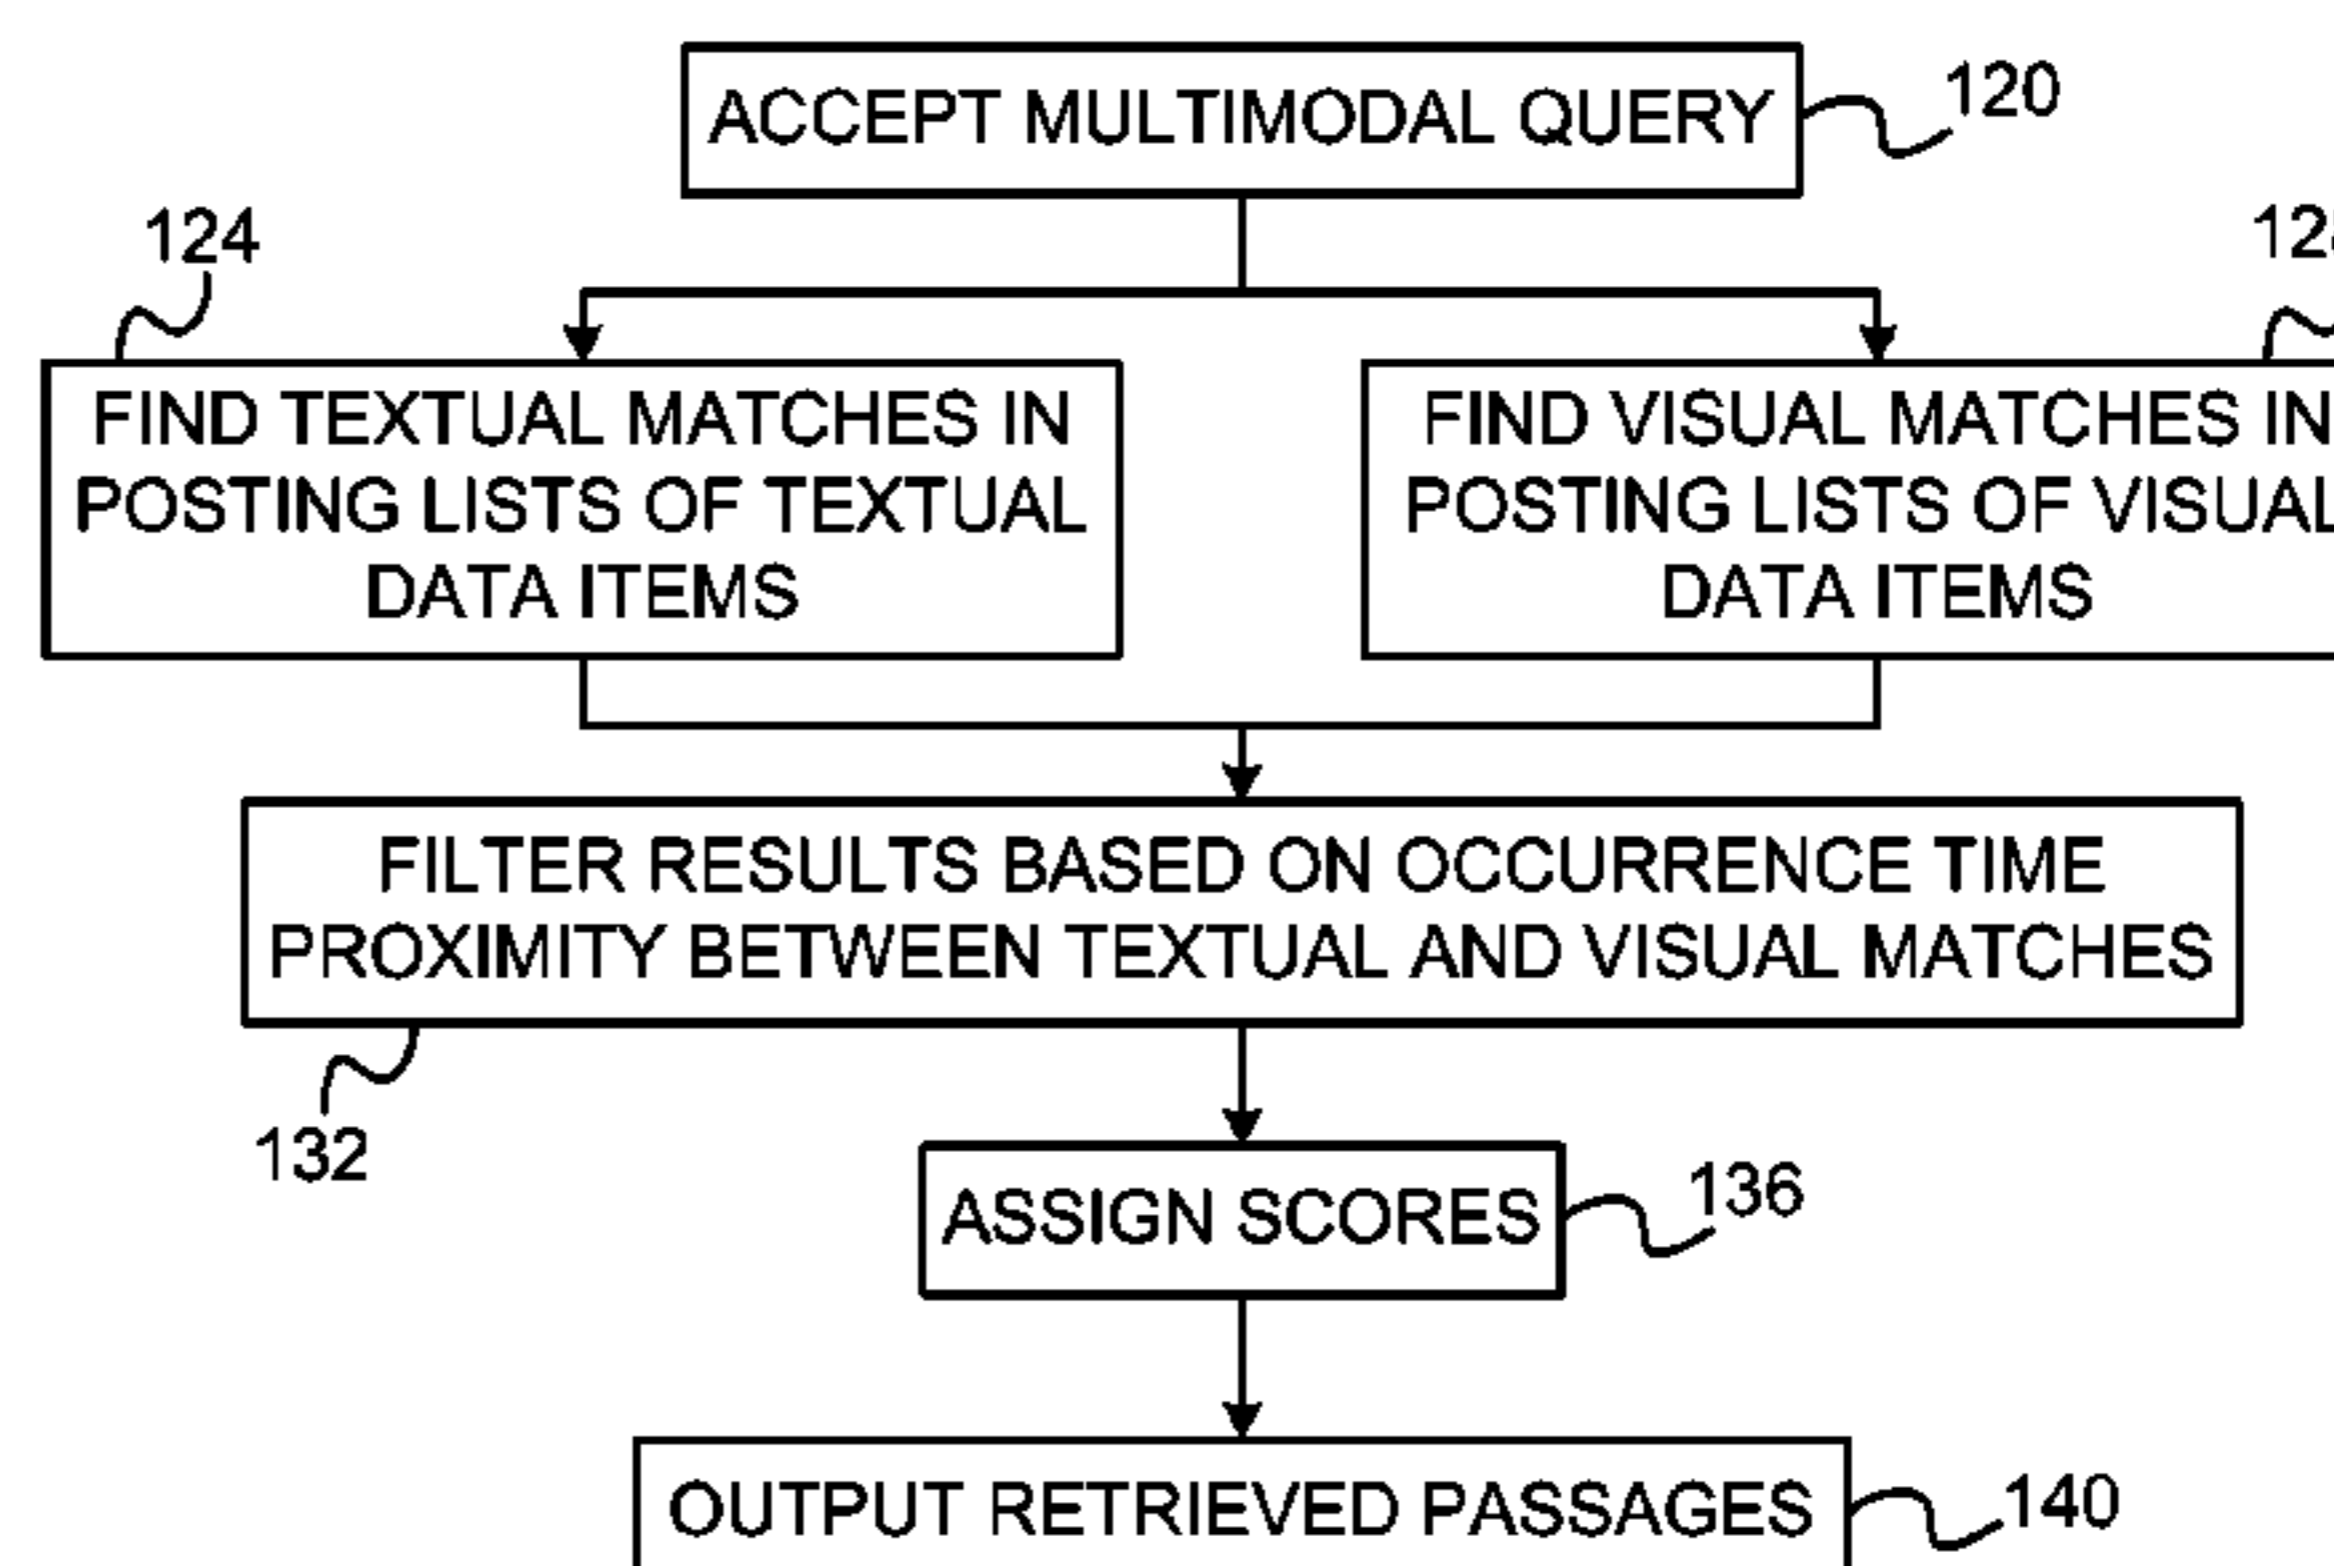 ACCEPT MULTIMODAL QUERY
120
124
FIND TEXTUAL MATCHES IN
POSTING LISTS OF TEXTUAL
DATA ITEMS
FIND VISUAL MATCHES IN
POSTING LISTS OF VISUAL
DATA ITEMS
FILTER RESULTS BASED ON OCCURRENCE TIME
PROXIMITY BETWEEN TEXTUAL AND VISUAL MATCHES
132
ASSIGN SCORES
136
OUTPUT RETRIEVED PASSAGES
140